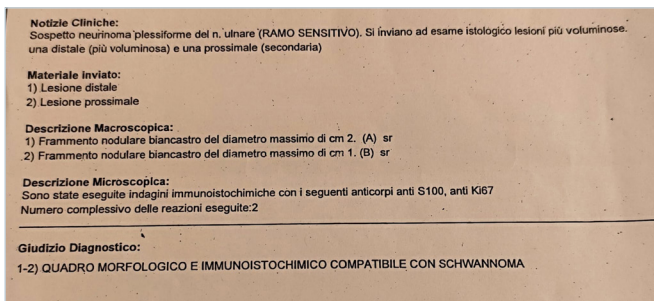 Notizie Cliniche:
Sospetto neurinoma plessiforme del n. ulnare (RAMO SENSITIVO). Si inviano ad esame istologico lesioni più voluminose.
una distale (più voluminosa) e una prossimale (secondaria)
Materiale inviato:
1) Lesione distale
2) Lesione prossimale
Descrizione Macroscopica:
1) Frammento nodulare biancastro del diametro massimo di cm 2. (A) sr
2) Frammento nodulare biancastro del diametro massimo di cm 1. (B) sr
Descrizione Microscopica:
Sono state eseguite indagini immunoistochimiche con i seguenti anticorpi anti S100, anti Ki67
Numero complessivo delle reazioni eseguite:2
Giudizio Diagnostico:
1-2) QUADRO MORFOLOGICO E IMMUNOISTOCHIMICO COMPATIBILE CON SCHWANNOMA